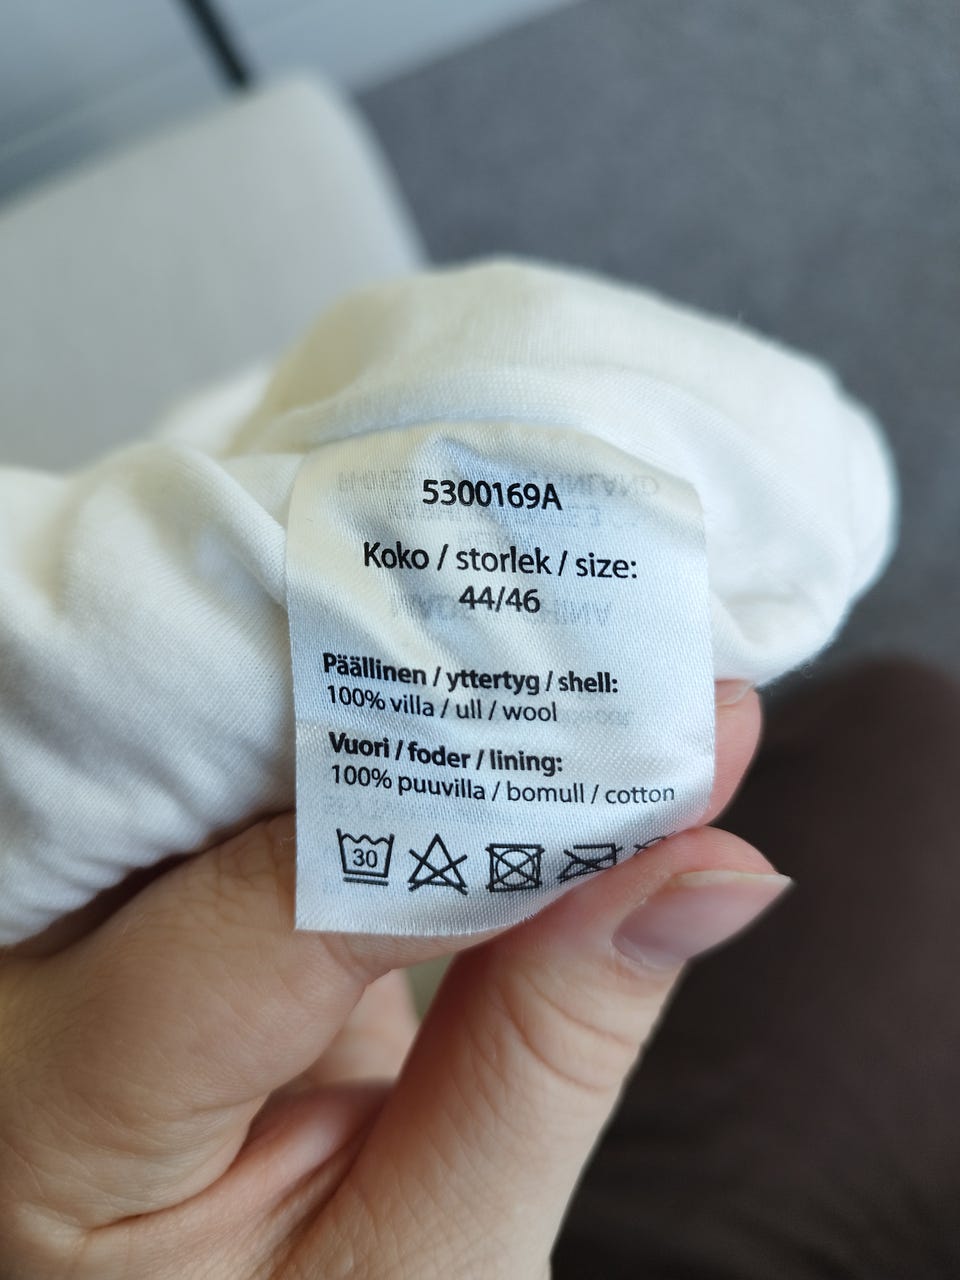 5300169A
Koko / storlek / size:
44/46
Päällinen / yttertyg / shell:
100% villa / ull / wool
Vuori / foder / lining:
100% puuvilla / bomull / cotton
30